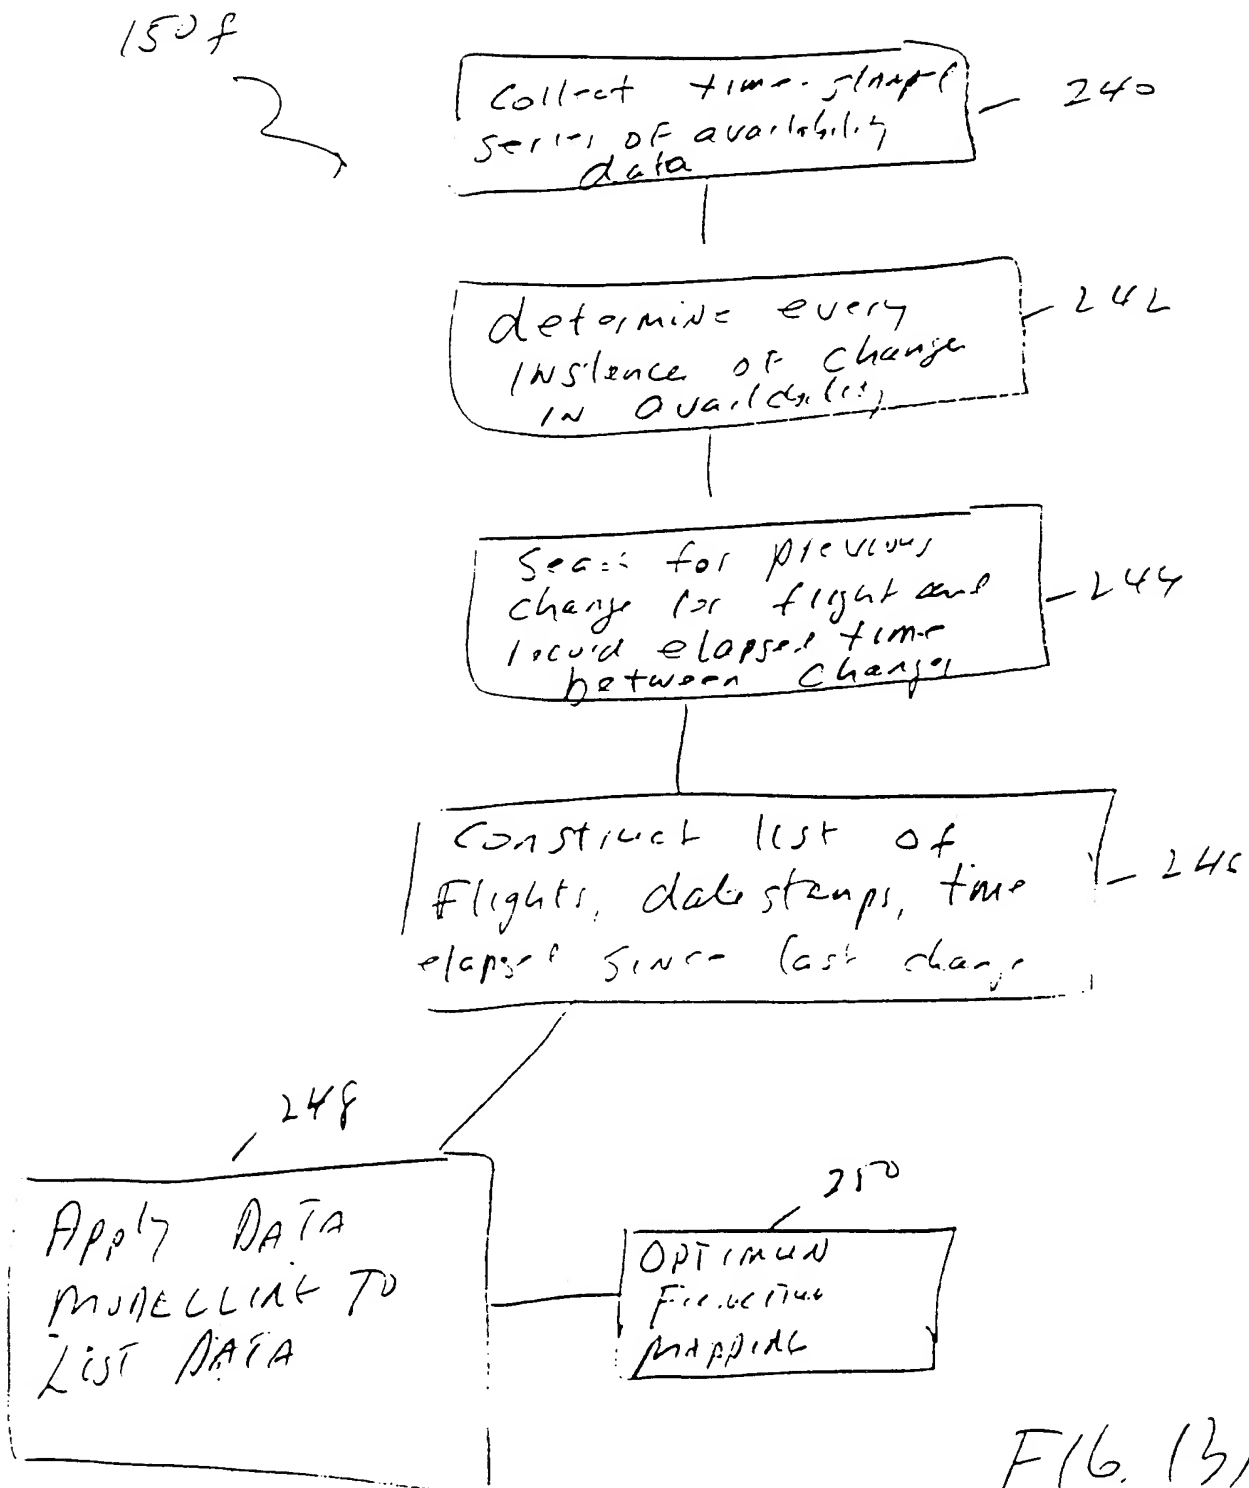 150f
Collect time-stamped
series of availability
data
240
determine every
instance of change
in availability
242
for previous
change for flight and
record elapsed time
between changes
244
Construct list of
Flights, date stamps, time
elapsed since last change
246
248
Apply DATA
MODELLING TO
LIST DATA
250
OPTIMUM
MAPPING
FIG. 13